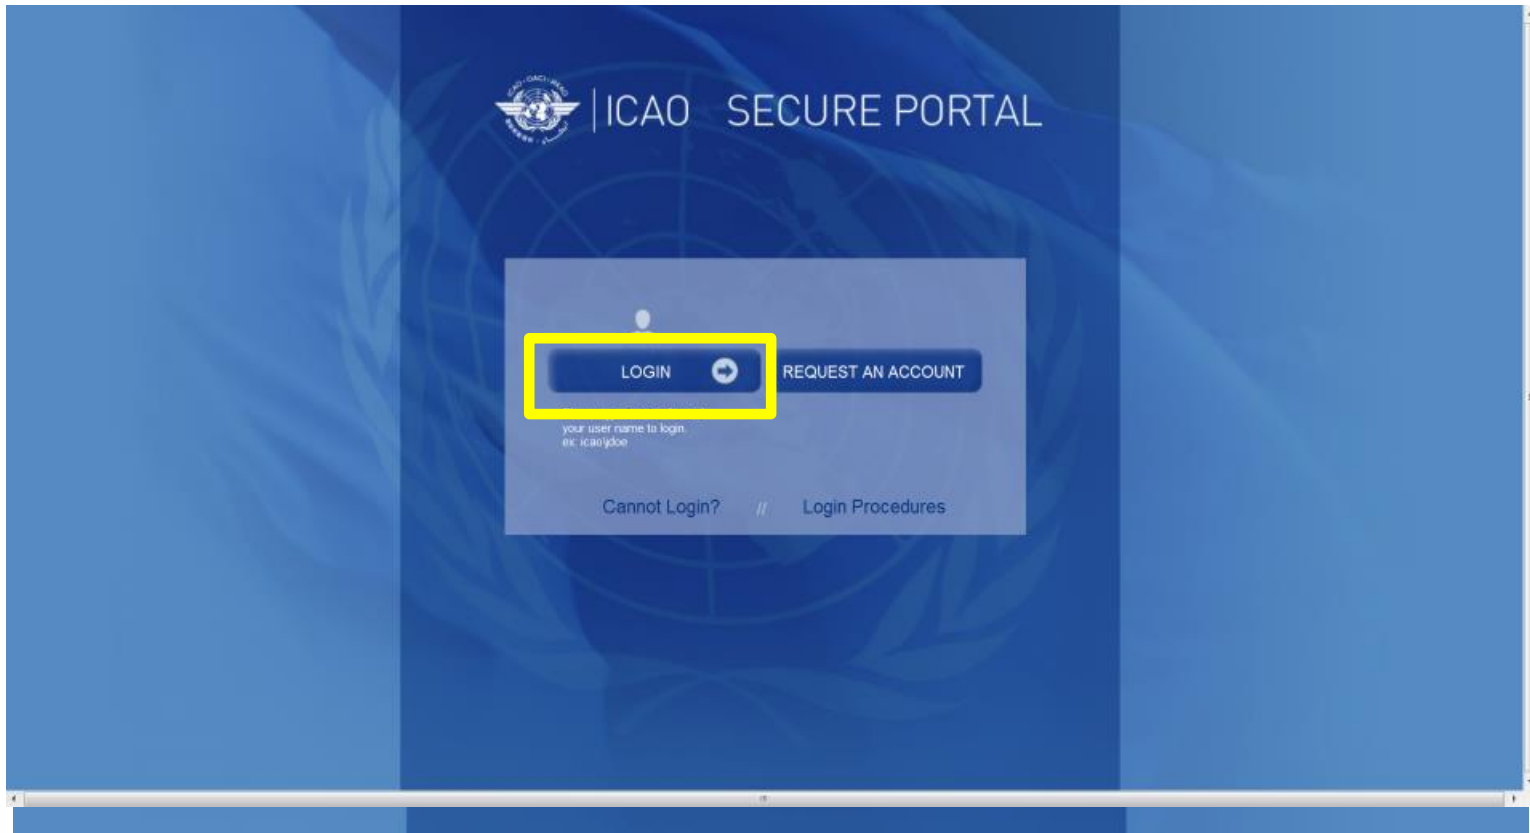 ICAO SECURE PORTAL
LOGIN
REQUEST AN ACCOUNT
your user name to login.
ex: icao\jdoe
Cannot Login? // Login Procedures